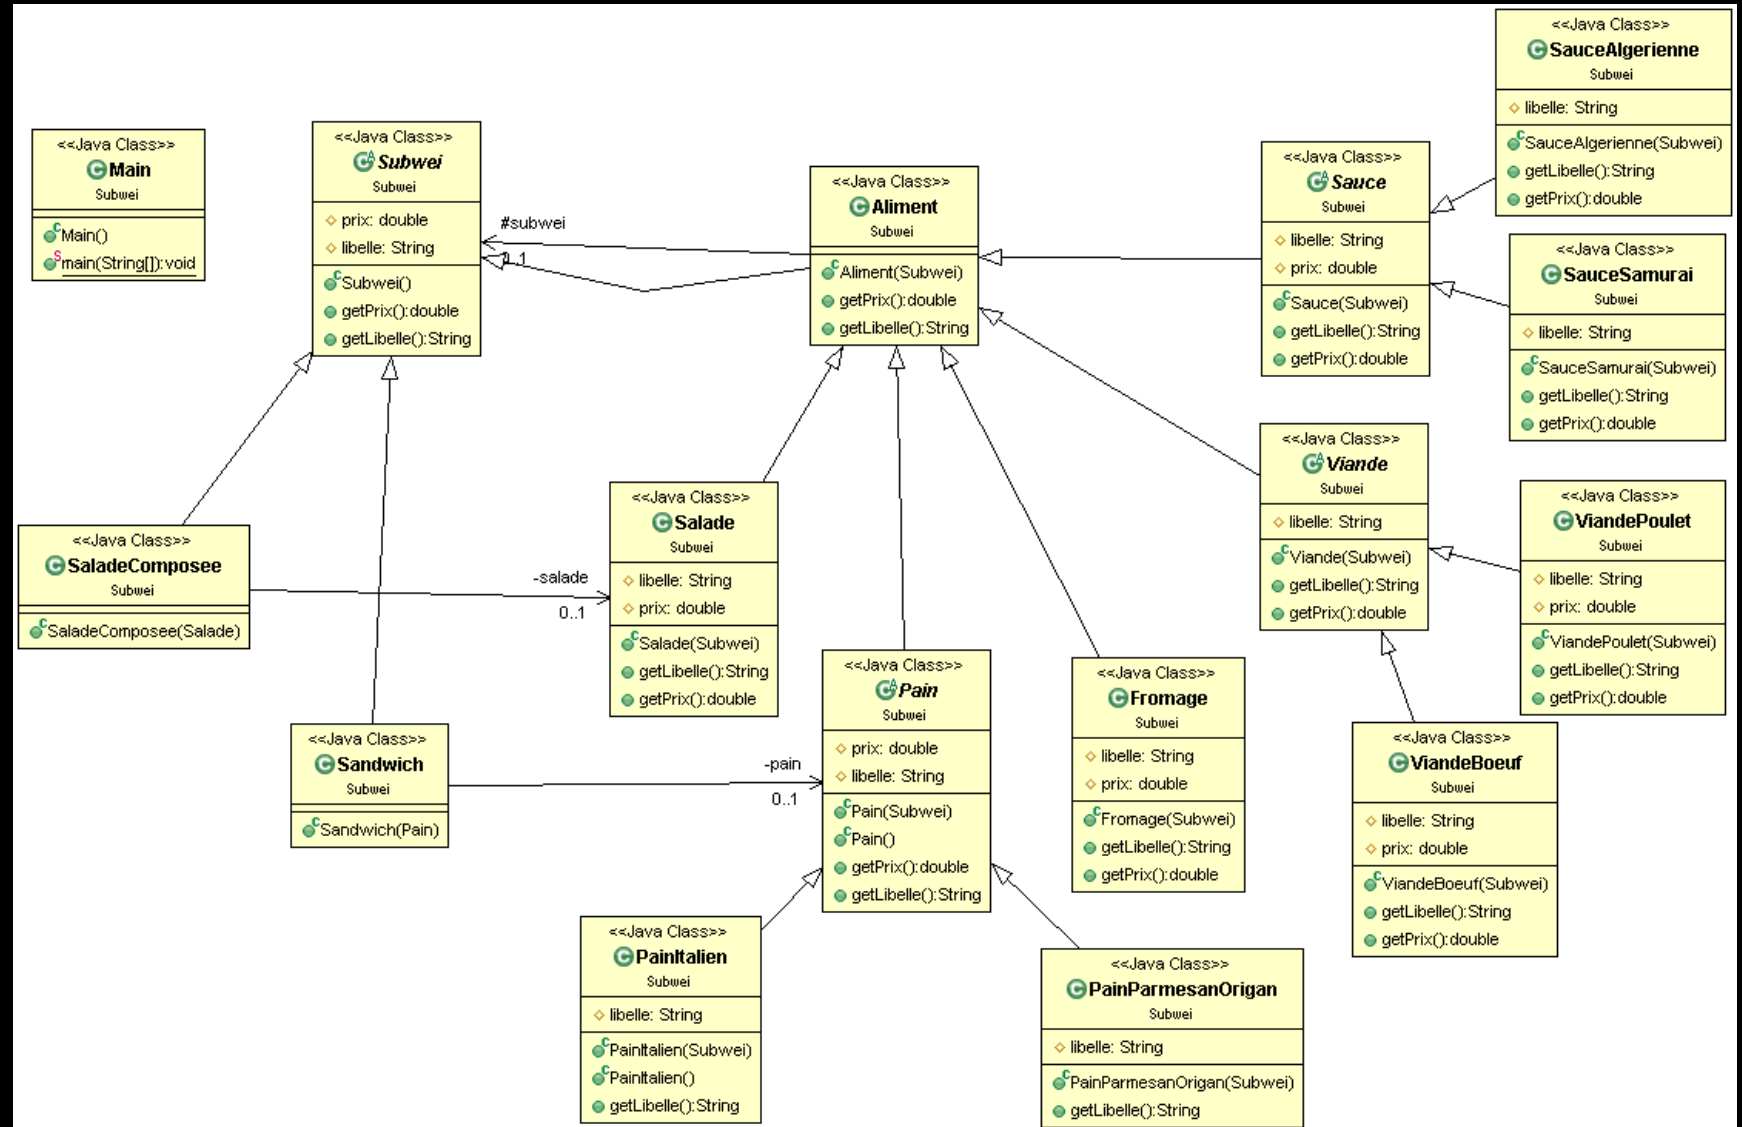 <<Java Class>>
Main
Subwei
Main()
main(String[]):void
<<Java Class>>
Subwei
Subwei
prix: double
libelle: String
Subwei()
getPrix():double
getLibelle():String
#subwei
0..1
<<Java Class>>
Aliment
Subwei
Aliment(Subwei)
getPrix():double
getLibelle():String
<<Java Class>>
Sauce
Subwei
libelle: String
prix: double
Sauce(Subwei)
getLibelle():String
getPrix():double
<<Java Class>>
SauceAlgerienne
Subwei
libelle: String
SauceAlgerienne(Subwei)
getLibelle():String
getPrix():double
<<Java Class>>
SauceSamurai
Subwei
libelle: String
SauceSamurai(Subwei)
getLibelle():String
getPrix():double
<<Java Class>>
Viande
Subwei
libelle: String
Viande(Subwei)
getLibelle():String
getPrix():double
<<Java Class>>
ViandePoulet
Subwei
libelle: String
prix: double
ViandePoulet(Subwei)
getLibelle():String
getPrix():double
<<Java Class>>
SaladeComposee
Subwei
SaladeComposee(Salade)
-salade
0..1
<<Java Class>>
Salade
Subwei
libelle: String
prix: double
Salade(Subwei)
getLibelle():String
getPrix():double
<<Java Class>>
Sandwich
Subwei
Sandwich(Pain)
-pain
0..1
<<Java Class>>
Pain
Subwei
prix: double
libelle: String
Pain(Subwei)
Pain()
getPrix():double
getLibelle():String
<<Java Class>>
Fromage
Subwei
libelle: String
prix: double
Fromage(Subwei)
getLibelle():String
getPrix():double
<<Java Class>>
ViandeBoeuf
Subwei
libelle: String
prix: double
ViandeBoeuf(Subwei)
getLibelle():String
getPrix():double
<<Java Class>>
PainItalien
Subwei
libelle: String
PainItalien(Subwei)
PainItalien()
getLibelle():String
<<Java Class>>
PainParmesanOrigan
Subwei
libelle: String
PainParmesanOrigan(Subwei)
getLibelle():String